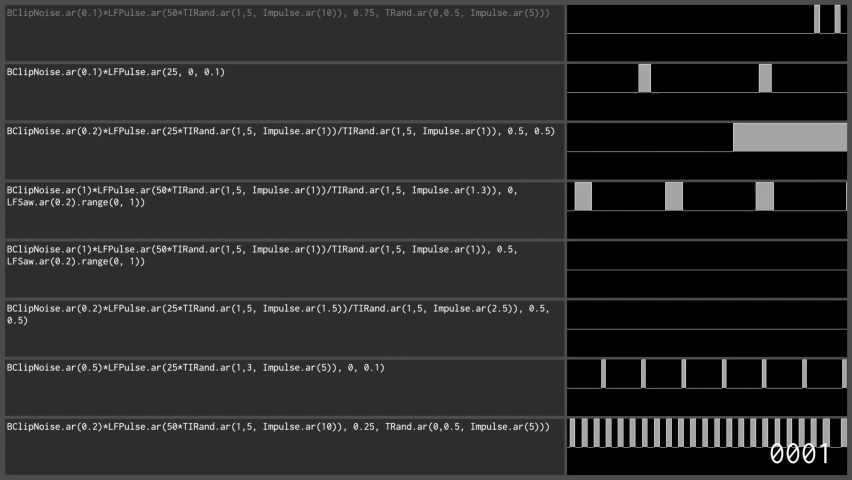 BClipNoise.ar(0.1)*LFPulse.ar(50*TIRand.ar(1,5, Impulse.ar(10)), 0.75, TRand.ar(0,0.5, Impulse.ar(5)))
BClipNoise.ar(0.1)*LFPulse.ar(25, 0, 0.1)
BClipNoise.ar(0.2)*LFPulse.ar(25*TIRand.ar(1,5, Impulse.ar(1))/TIRand.ar(1,5, Impulse.ar(1)), 0.5, 0.5)
BClipNoise.ar(1)*LFPulse.ar(50*TIRand.ar(1,5, Impulse.ar(1))/TIRand.ar(1,5, Impulse.ar(1.3)), 0,
LFSaw.ar(0.2).range(0, 1))
BClipNoise.ar(1)*LFPulse.ar(50*TIRand.ar(1,5, Impulse.ar(1))/TIRand.ar(1,5, Impulse.ar(1)), 0.5,
LFSaw.ar(0.2).range(0, 1))
BClipNoise.ar(0.2)*LFPulse.ar(25*TIRand.ar(1,5, Impulse.ar(1.5))/TIRand.ar(1,5, Impulse.ar(2.5)), 0.5,
0.5)
BClipNoise.ar(0.5)*LFPulse.ar(25*TIRand.ar(1,3, Impulse.ar(5)), 0, 0.1)
BClipNoise.ar(0.2)*LFPulse.ar(50*TIRand.ar(1,5, Impulse.ar(10)), 0.25, TRand.ar(0,0.5, Impulse.ar(5)))
0001